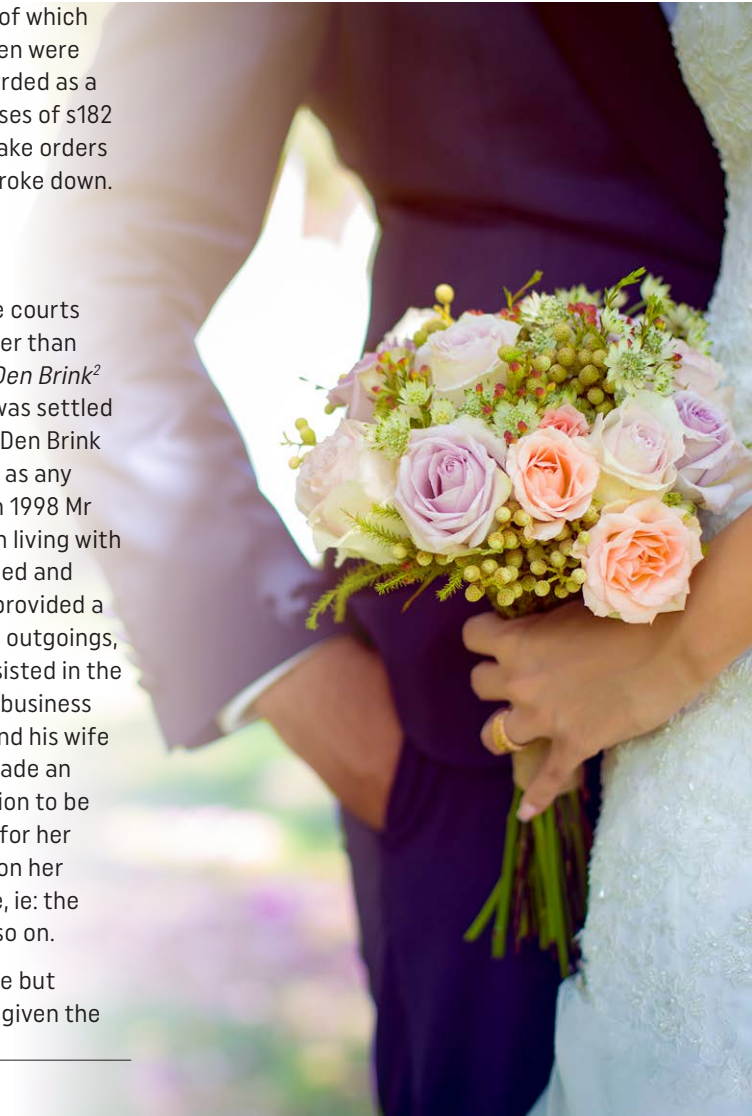 of which
en were
rded as a
ses of s182
ake orders
roke down.
e courts
er than
Den Brink2
was settled
Den Brink
as any
n 1998 Mr
n living with
ed and
provided a
outgoings,
sisted in the
business
nd his wife
ade an
ion to be
for her
on her
e, ie: the
so on.
e but
given the